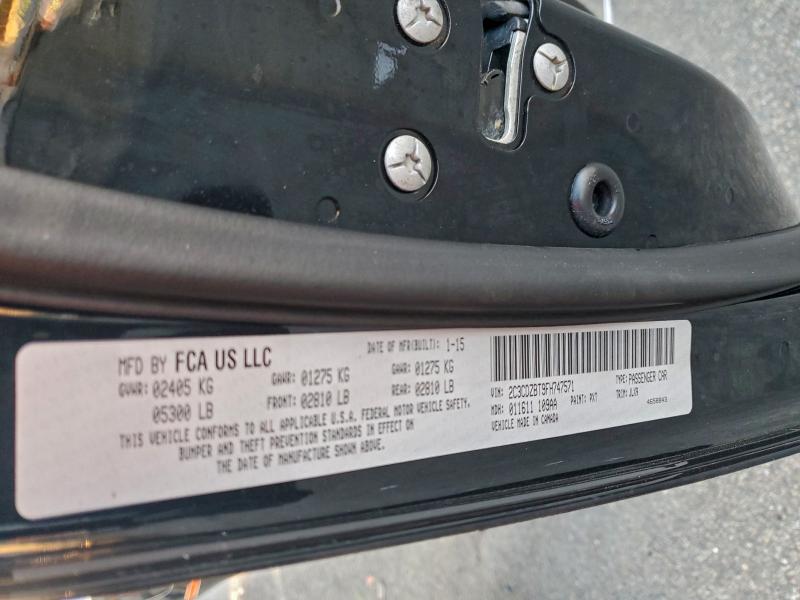 MFD BY FCA US LLC
DATE OF MFR(BUILT): 1-15
GVWR: 02405 KG
05300 LB
GAWR: 01275 KG
FRONT: 02810 LB
GAWR: 01275 KG
REAR: 02810 LB
THIS VEHICLE CONFORMS TO ALL APPLICABLE U.S.A. FEDERAL MOTOR VEHICLE SAFETY,
BUMPER AND THEFT PREVENTION STANDARDS IN EFFECT ON
THE DATE OF MANUFACTURE SHOWN ABOVE.
VIN: 2C3CDZBT9FH747571
TYPE: PASSENGER CAR
MDH: 011611 109AA
PAINT: PXT
TRIM: JLXR
VEHICLE MADE IN CANADA